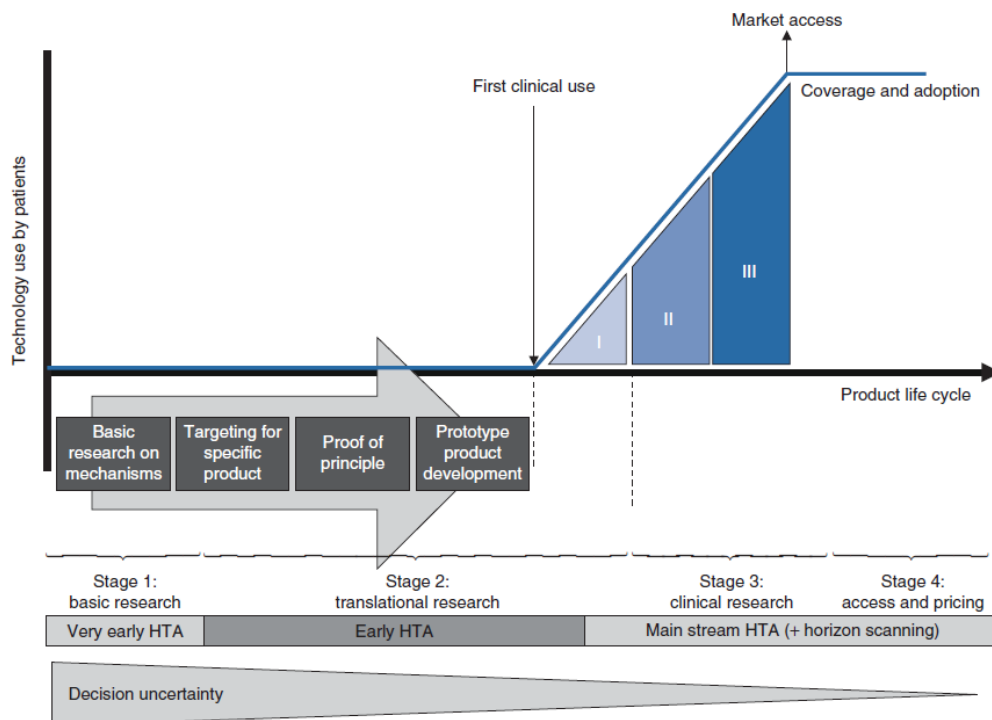 Market access
First clinical use
Coverage and adoption
Technology use by patients
I
II
III
Product life cycle
Basic
research on
mechanisms
Targeting for
specific
product
Proof of
principle
Prototype
product
development
Stage 1:
basic research
Stage 2:
translational research
Stage 3:
clinical research
Stage 4:
access and pricing
Very early HTA
Early HTA
Main stream HTA (+ horizon scanning)
Decision uncertainty